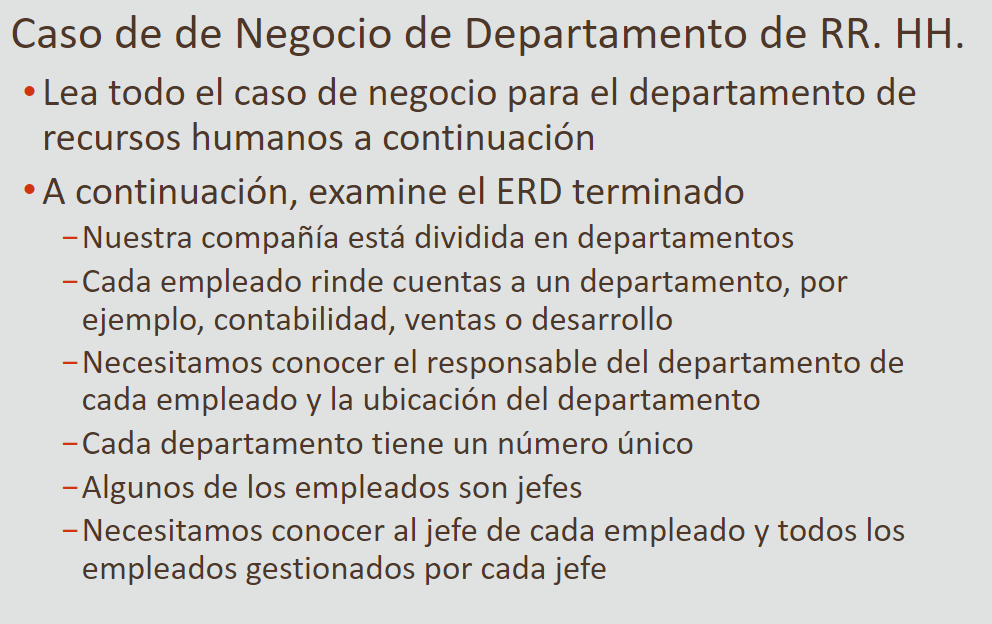 Caso de de Negocio de Departamento de RR. HH.
•Lea todo el caso de negocio para el departamento de
recursos humanos a continuación
•A continuación, examine el ERD terminado
–Nuestra compañía está dividida en departamentos
–Cada empleado rinde cuentas a un departamento, por
ejemplo, contabilidad, ventas o desarrollo
–Necesitamos conocer el responsable del departamento de
cada empleado y la ubicación del departamento
–Cada departamento tiene un número único
–Algunos de los empleados son jefes
–Necesitamos conocer al jefe de cada empleado y todos los
empleados gestionados por cada jefe